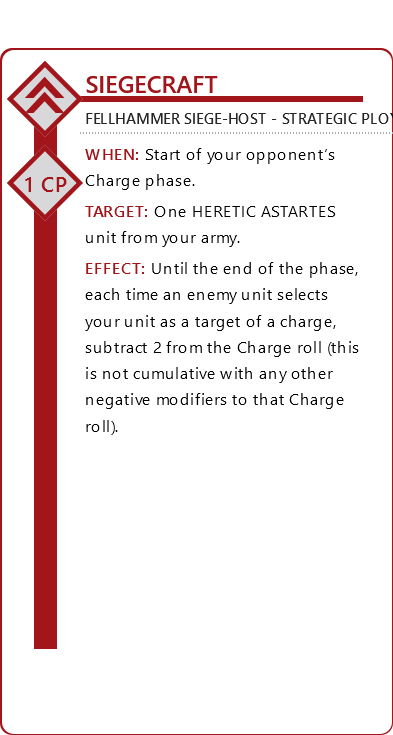 SIEGECRAFT
FELLHAMMER SIEGE-HOST - STRATEGIC PLO
1 CP
WHEN: Start of your opponent’s
Charge phase.
TARGET: One HERETIC ASTARTES
unit from your army.
EFFECT: Until the end of the phase,
each time an enemy unit selects
your unit as a target of a charge,
subtract 2 from the Charge roll (this
is not cumulative with any other
negative modifiers to that Charge
roll).